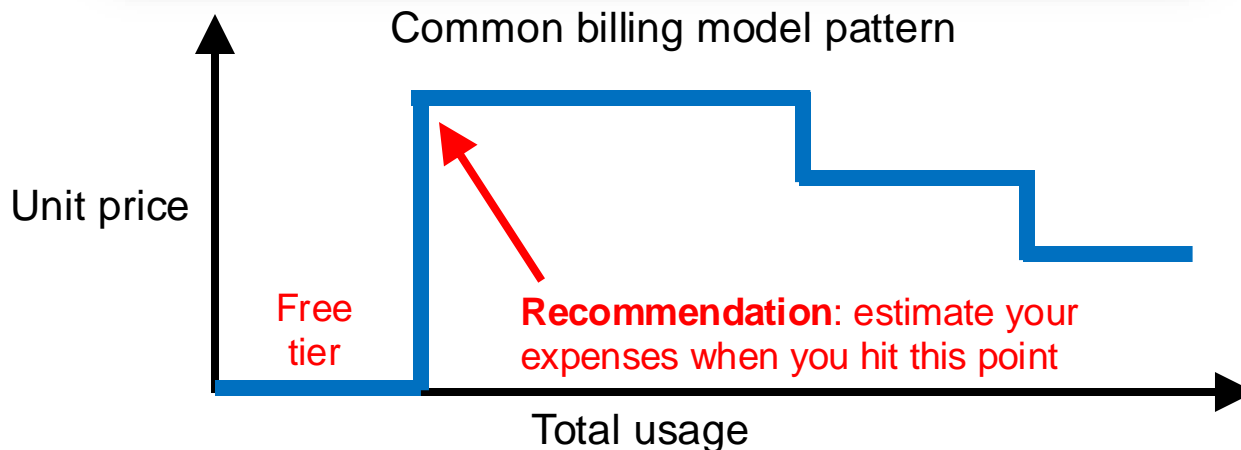 Common billing model pattern
Unit price
Free
tier
Recommendation: estimate your
expenses when you hit this point
Total usage